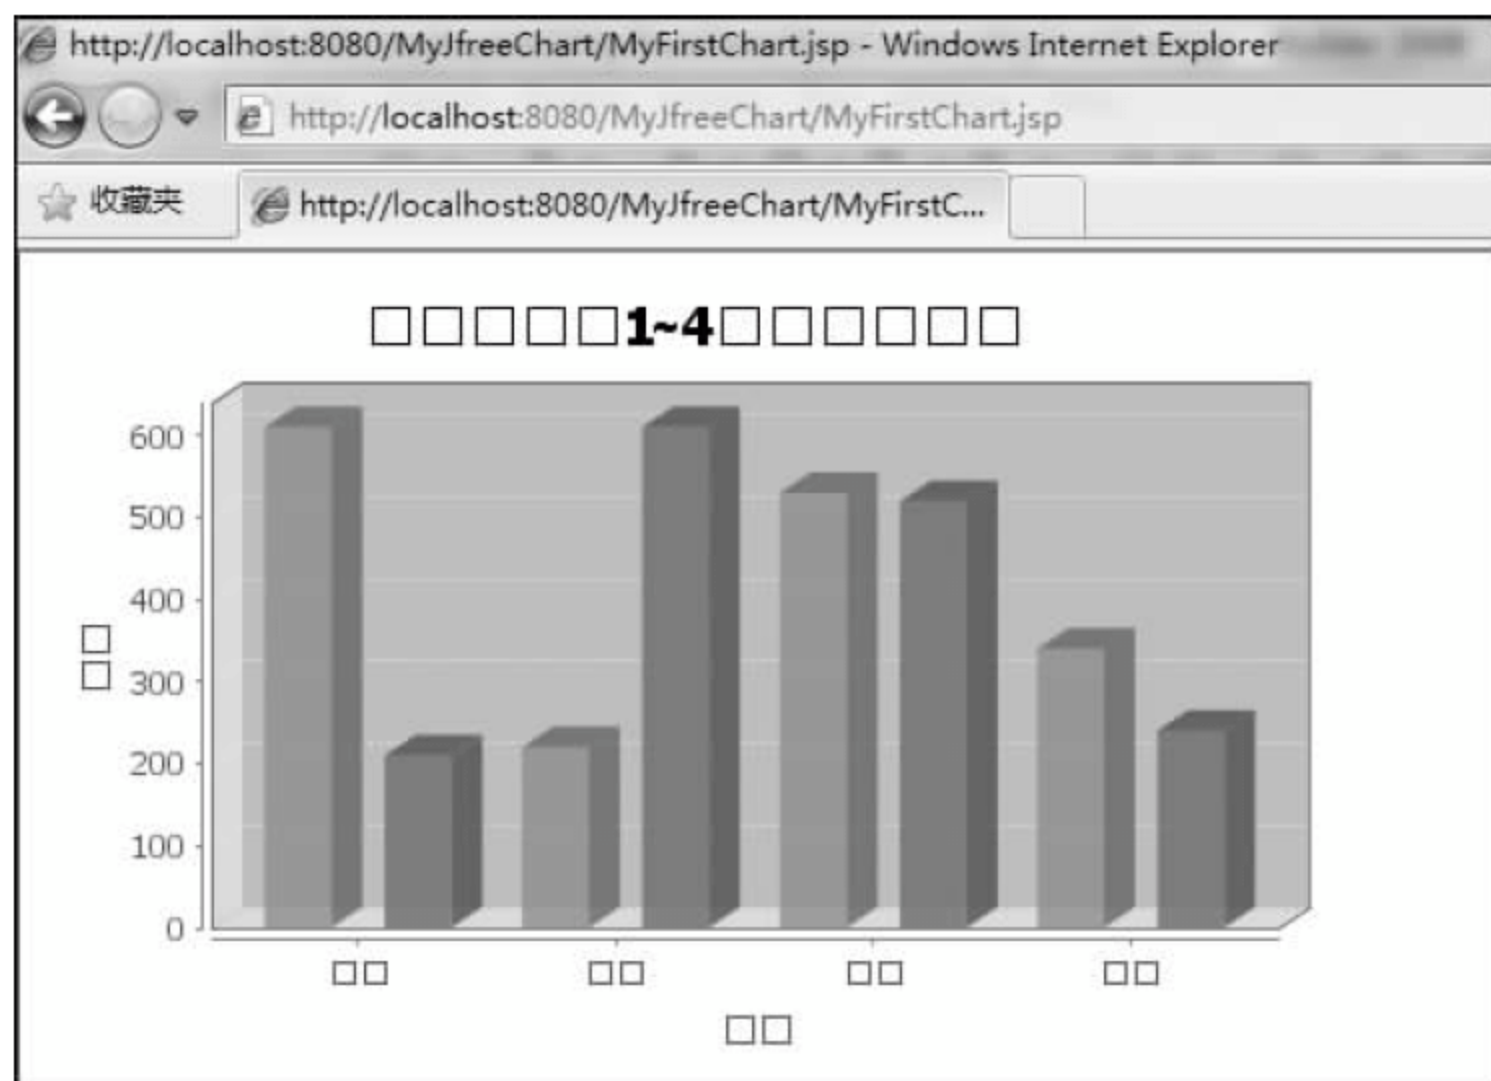 http://localhost:8080/MyJfreeChart/MyFirstChart.jsp - Windows Internet Explorer
http://localhost:8080/MyJfreeChart/MyFirstChart.jsp
收藏夹 http://localhost:8080/MyJfreeChart/MyFirstC...
□□□□□1~4□□□□□□
600
500
400
□□
300
200
100
0
□□ □□ □□ □□
□□